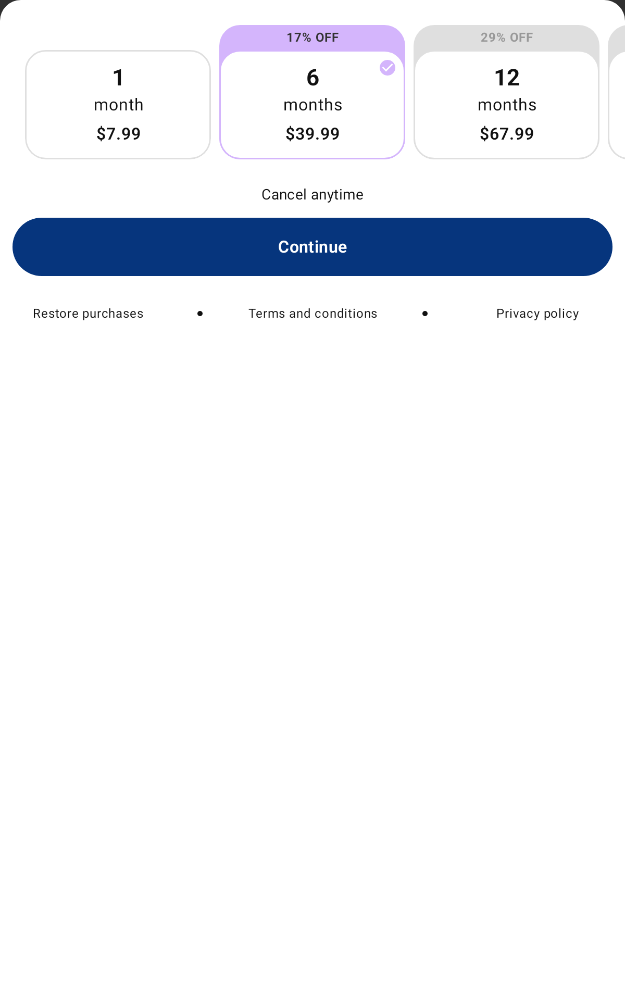 1
month
$7.99
17% OFF
6
months
$39.99
29% OFF
12
months
$67.99
Cancel anytime
Continue
Restore purchases • Terms and conditions • Privacy policy